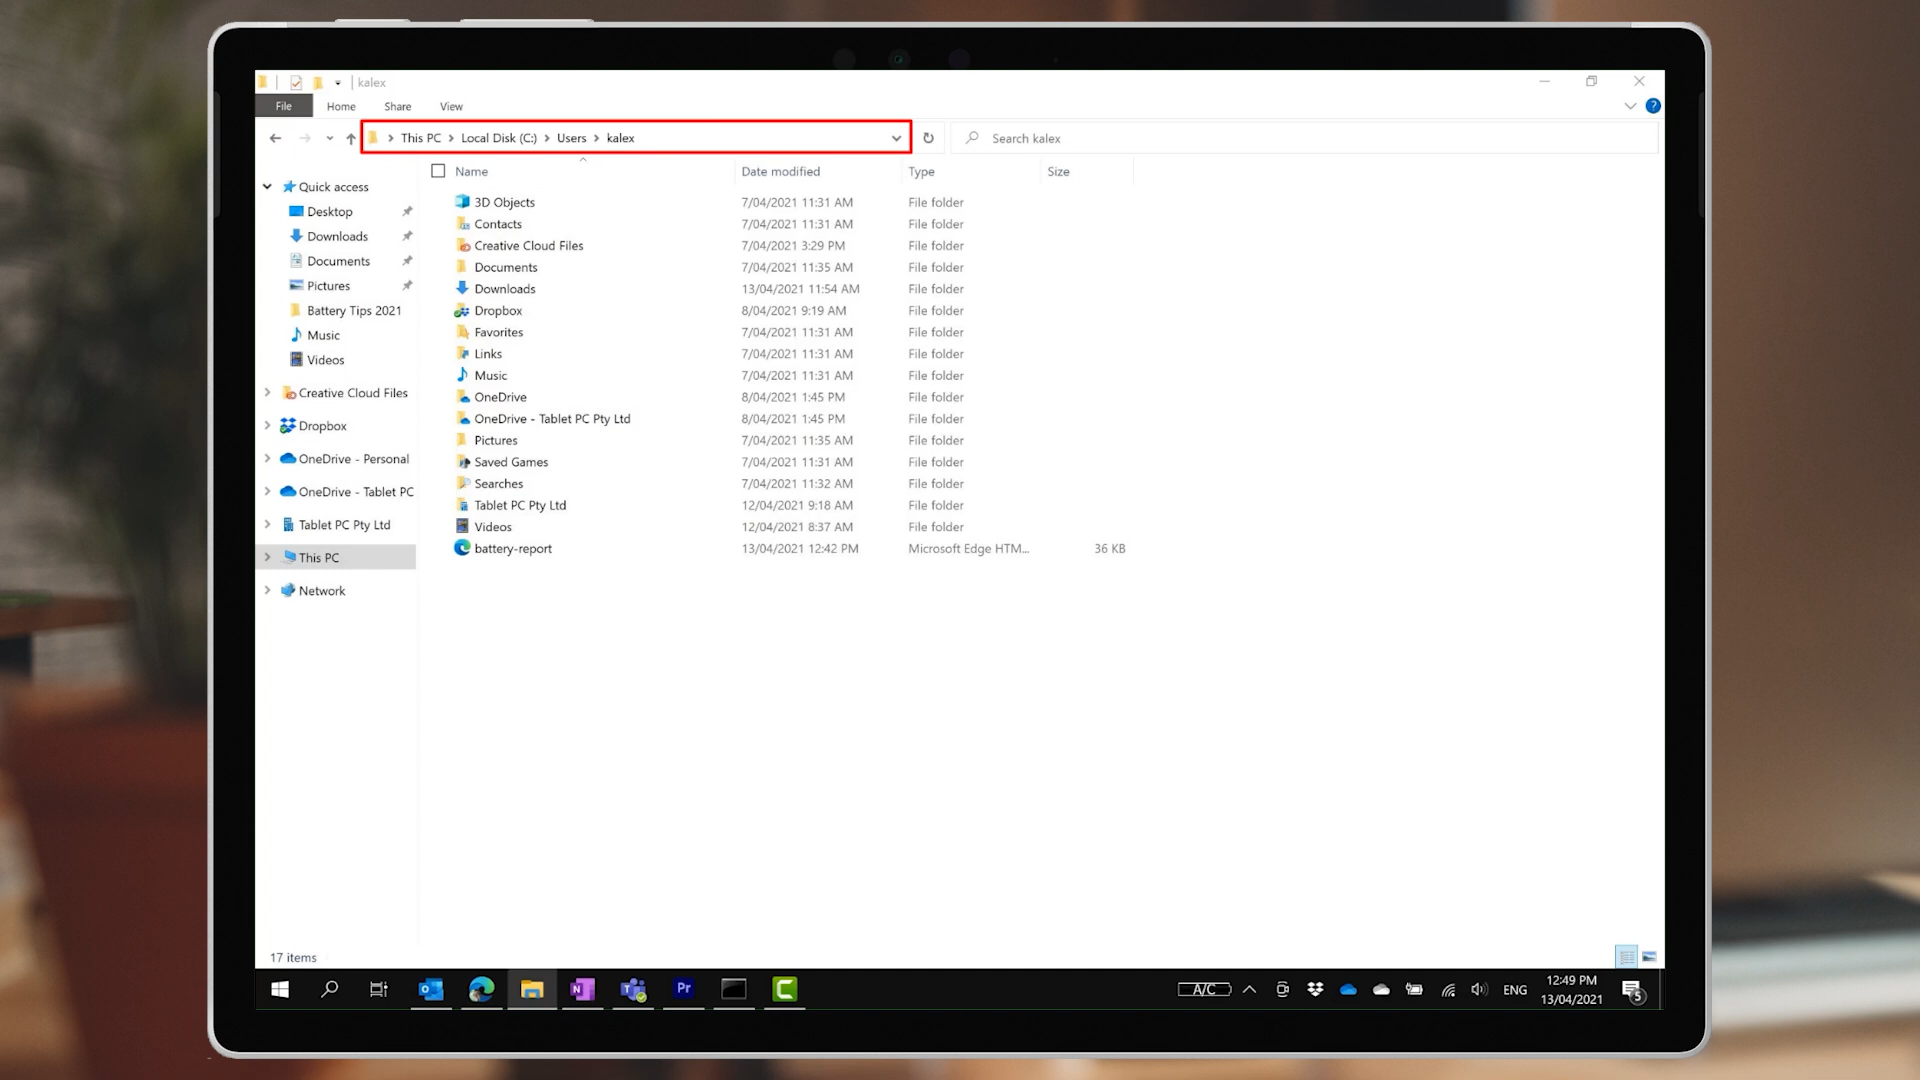 kalex
File Home Share View
This PC Local Disk (C:) Users kalex
Search kalex
Name Date modified Type Size
Quick access
Desktop
Downloads
Documents
Pictures
Battery Tips 2021
Music
Videos
Creative Cloud Files
Dropbox
OneDrive - Personal
OneDrive - Tablet PC
Tablet PC Pty Ltd
This PC
Network
3D Objects 7/04/2021 11:31 AM File folder
Contacts 7/04/2021 11:31 AM File folder
Creative Cloud Files 7/04/2021 3:29 PM File folder
Documents 7/04/2021 11:35 AM File folder
Downloads 13/04/2021 11:54 AM File folder
Dropbox 8/04/2021 9:19 AM File folder
Favorites 7/04/2021 11:31 AM File folder
Links 7/04/2021 11:31 AM File folder
Music 7/04/2021 11:31 AM File folder
OneDrive 8/04/2021 1:45 PM File folder
OneDrive - Tablet PC Pty Ltd 8/04/2021 1:45 PM File folder
Pictures 7/04/2021 11:35 AM File folder
Saved Games 7/04/2021 11:31 AM File folder
Searches 7/04/2021 11:32 AM File folder
Tablet PC Pty Ltd 12/04/2021 9:18 AM File folder
Videos 12/04/2021 8:37 AM File folder
battery-report 13/04/2021 12:42 PM Microsoft Edge HTM... 36 KB
17 items
A/C ENG 12:49 PM
13/04/2021
5
Pr